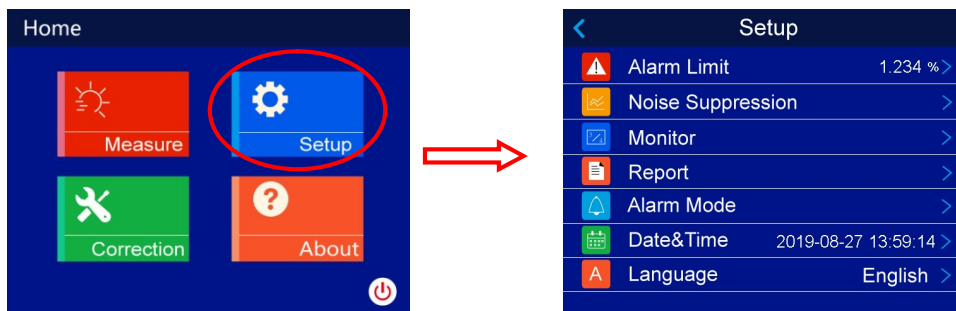 Home
Measure
Setup
Correction
?
About
Setup
Alarm Limit 1.234 %
Noise Suppression
Monitor
Report
Alarm Mode
Date&Time 2019-08-27 13:59:14
A Language English